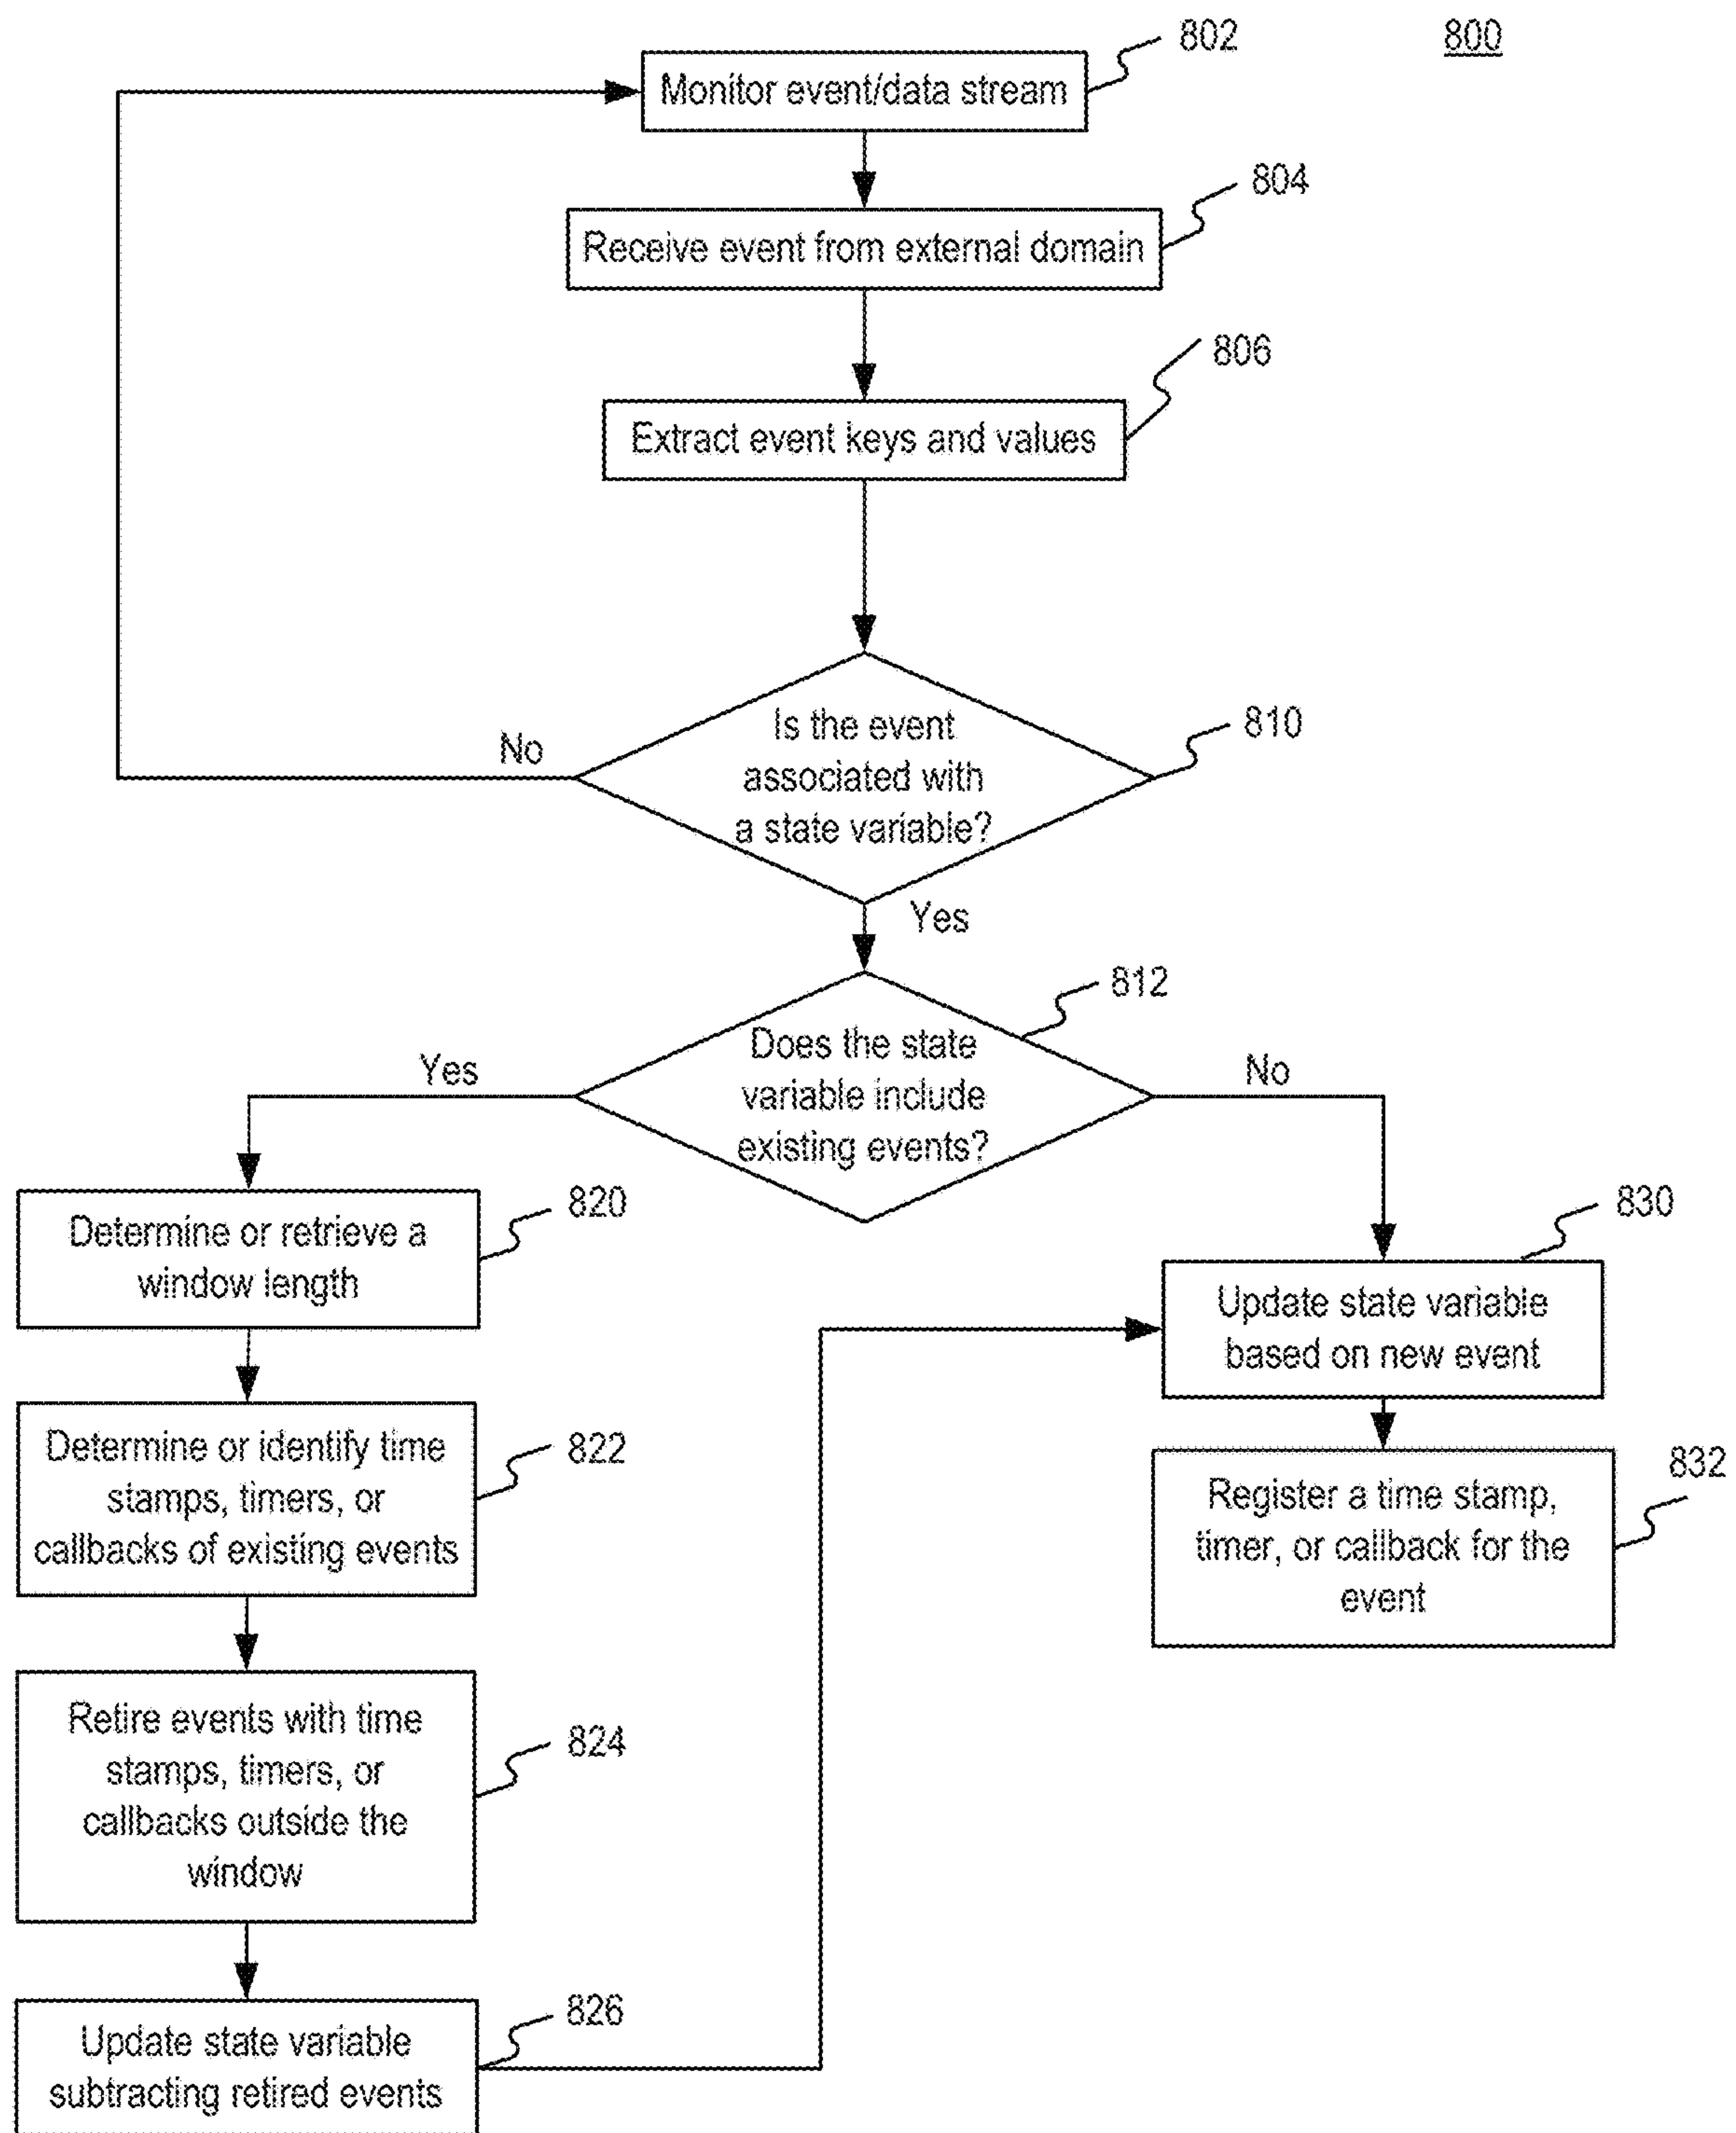 802
800
Monitor event/data stream
804
Receive event from external domain
806
Extract event keys and values
Is the event
associated with
a state variable?
810
No
Yes
812
Does the state
variable include
existing events?
Yes
No
820
Determine or retrieve a
window length
830
Update state variable
based on new event
822
Determine or identify time
stamps, timers, or
callbacks of existing events
832
Register a time stamp,
timer, or callback for the
event
824
Retire events with time
stamps, timers, or
callbacks outside the
window
826
Update state variable
subtracting retired events